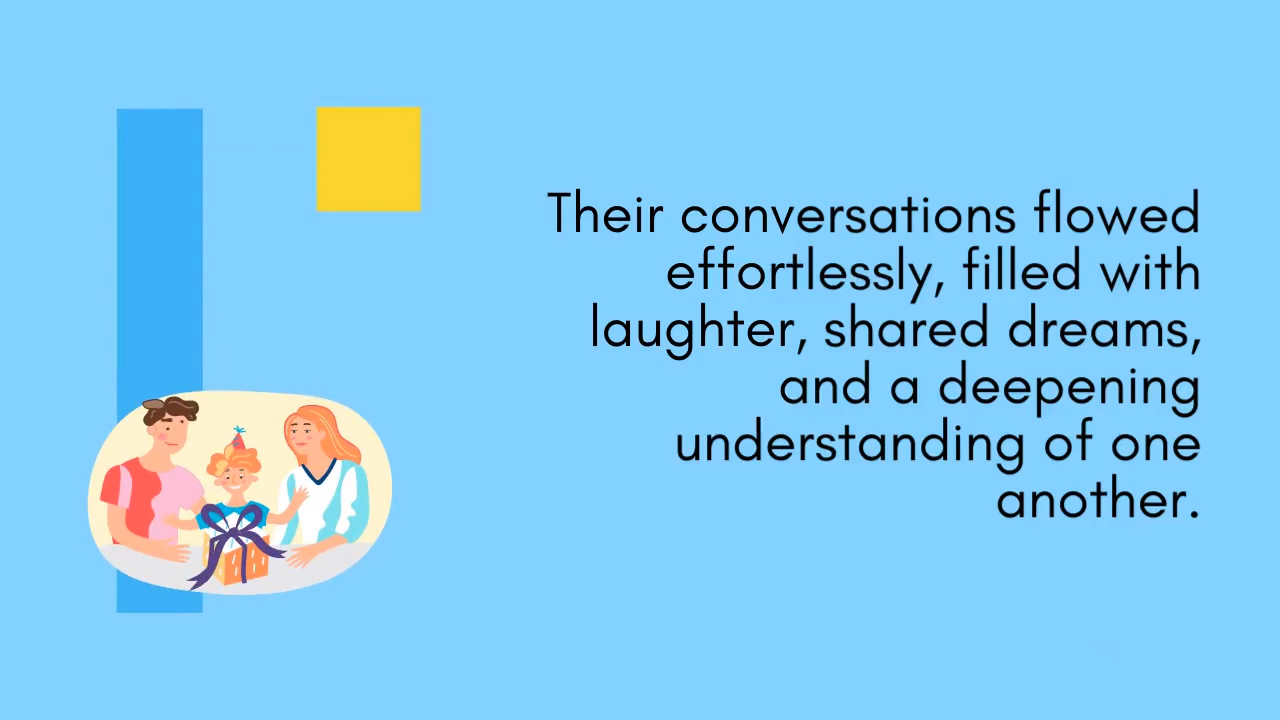 Their conversations flowed
effortlessly, filled with
laughter, shared dreams,
and a deepening
understanding of one
another.